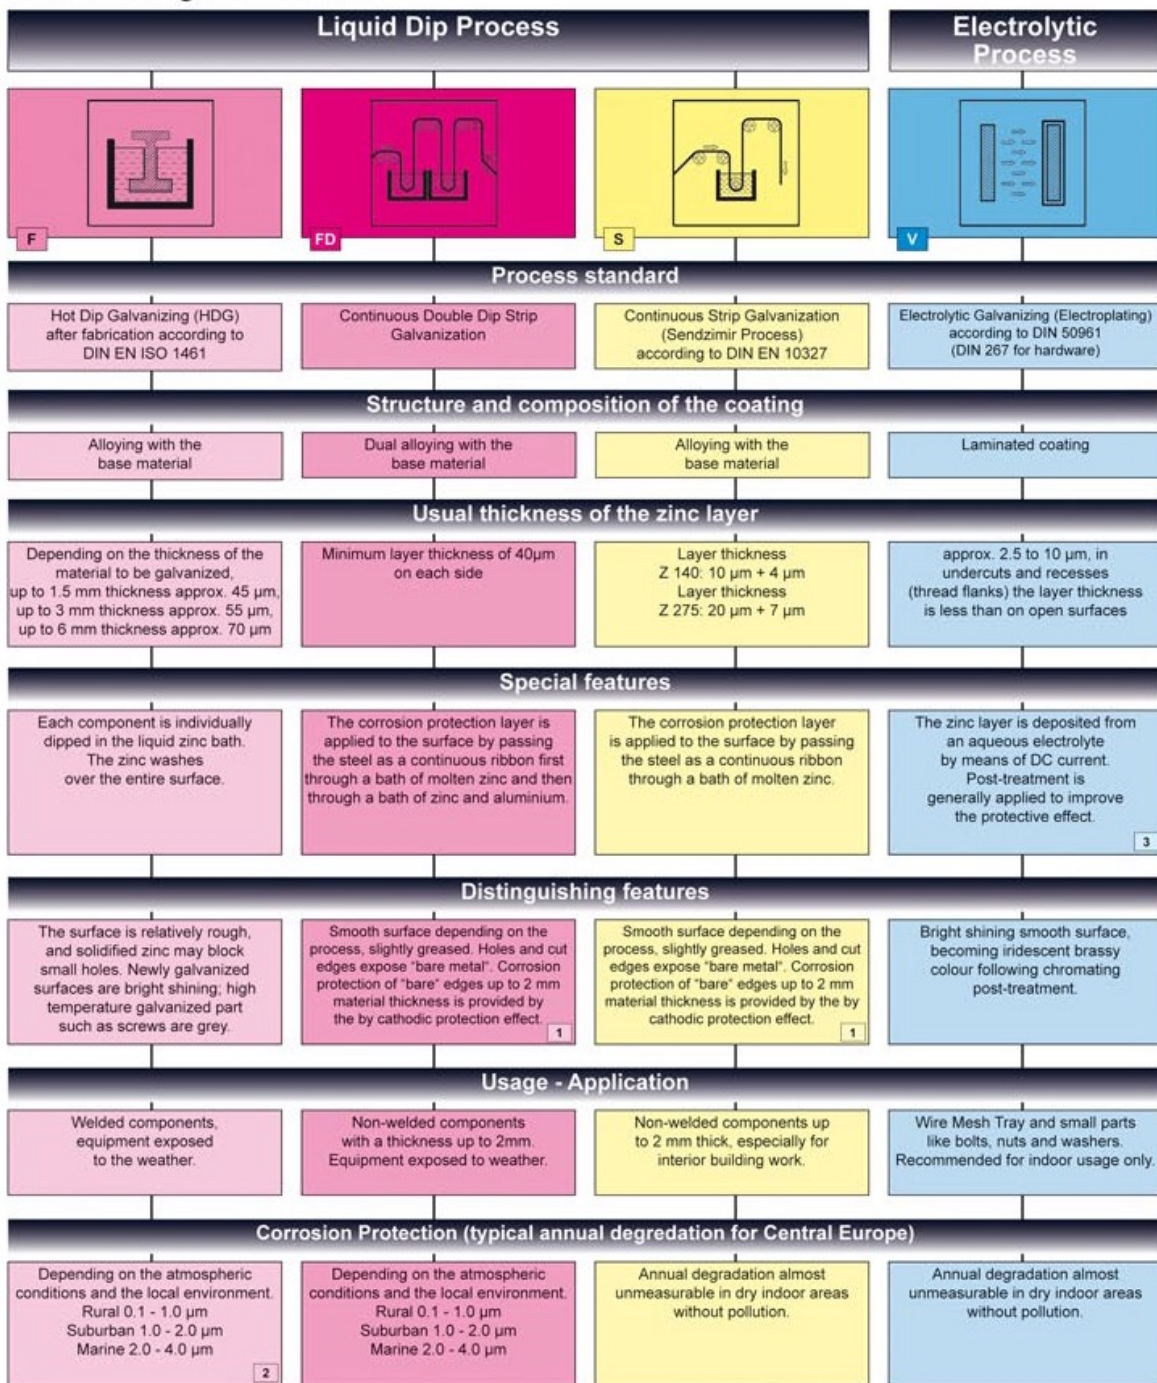 Liquid Dip Process
Electrolytic
Process
F
FD
S
V
Process standard
Hot Dip Galvanizing (HDG)
after fabrication according to
DIN EN ISO 1461
Continuous Double Dip Strip
Galvanization
Continuous Strip Galvanization
(Sendzimir Process)
according to DIN EN 10327
Electrolytic Galvanizing (Electroplating)
according to DIN 50961
(DIN 267 for hardware)
Structure and composition of the coating
Alloying with the
base material
Dual alloying with the
base material
Alloying with the
base material
Laminated coating
Usual thickness of the zinc layer
Depending on the thickness of the
material to be galvanized,
up to 1.5 mm thickness approx. 45 µm,
up to 3 mm thickness approx. 55 µm,
up to 6 mm thickness approx. 70 µm
Minimum layer thickness of 40µm
on each side
Layer thickness
Z 140: 10 µm + 4 µm
Layer thickness
Z 275: 20 µm + 7 µm
approx. 2.5 to 10 µm, in
undercuts and recesses
(thread flanks) the layer thickness
is less than on open surfaces
Special features
Each component is individually
dipped in the liquid zinc bath.
The zinc washes
over the entire surface.
The corrosion protection layer is
applied to the surface by passing
the steel as a continuous ribbon first
through a bath of molten zinc and then
through a bath of zinc and aluminium.
The corrosion protection layer
is applied to the surface by passing
the steel as a continuous ribbon
through a bath of molten zinc.
The zinc layer is deposited from
an aqueous electrolyte
by means of DC current.
Post-treatment is
generally applied to improve
the protective effect.
3
Distinguishing features
The surface is relatively rough,
and solidified zinc may block
small holes. Newly galvanized
surfaces are bright shining; high
temperature galvanized part
such as screws are grey.
Smooth surface depending on the
process, slightly greased. Holes and cut
edges expose "bare metal". Corrosion
protection of "bare" edges up to 2 mm
material thickness is provided by
the by cathodic protection effect.
1
Smooth surface depending on the
process, slightly greased. Holes and cut
edges expose "bare metal". Corrosion
protection of "bare" edges up to 2 mm
material thickness is provided by the by
cathodic protection effect.
1
Bright shining smooth surface,
becoming iridescent brassy
colour following chromating
post-treatment.
Usage - Application
Welded components,
equipment exposed
to the weather.
Non-welded components
with a thickness up to 2mm.
Equipment exposed to weather.
Non-welded components up
to 2 mm thick, especially for
interior building work.
Wire Mesh Tray and small parts
like bolts, nuts and washers.
Recommended for indoor usage only.
Corrosion Protection (typical annual degredation for Central Europe)
Depending on the atmospheric
conditions and the local environment.
Rural 0.1 - 1.0 µm
Suburban 1.0 - 2.0 µm
Marine 2.0 - 4.0 µm
2
Depending on the atmospheric
conditions and the local environment.
Rural 0.1 - 1.0 µm
Suburban 1.0 - 2.0 µm
Marine 2.0 - 4.0 µm
Annual degradation almost
unmeasurable in dry indoor areas
without pollution.
Annual degradation almost
unmeasurable in dry indoor areas
without pollution.